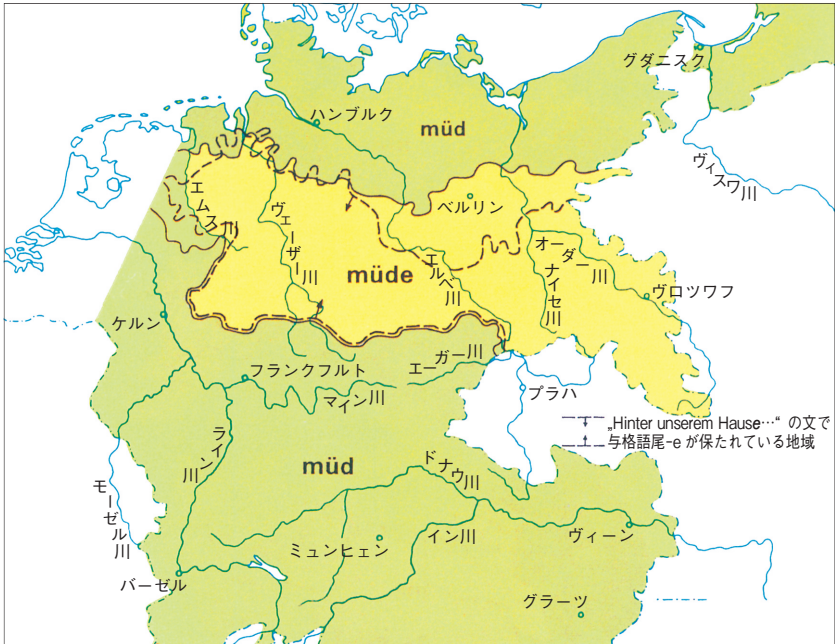 グダニスク
ハンブルク
müd
ヴィスワ川
エムス川
ヴェーザー川
ベルリン
müde
エルベ川
オーダー川
ナイセ川
ヴロツワフ
ケルン
フランクフルト
エーガー川
マイン川
プラハ
„Hinter unserem Hause…“ の文で
与格語尾-e が保たれている地域
ライン川
müd
ドナウ川
モーゼル川
ミュンヒェン
イン川
ヴィーン
バーゼル
グラーツ